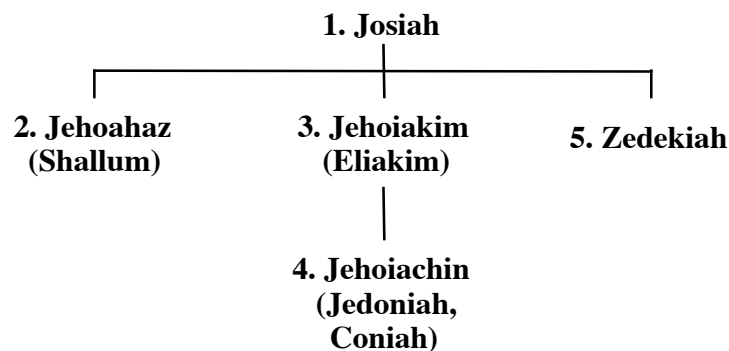 1. Josiah
2. Jehoahaz
(Shallum)
3. Jehoiakim
(Eliakim)
5. Zedekiah
4. Jehoiachin
(Jedoniah,
Coniah)